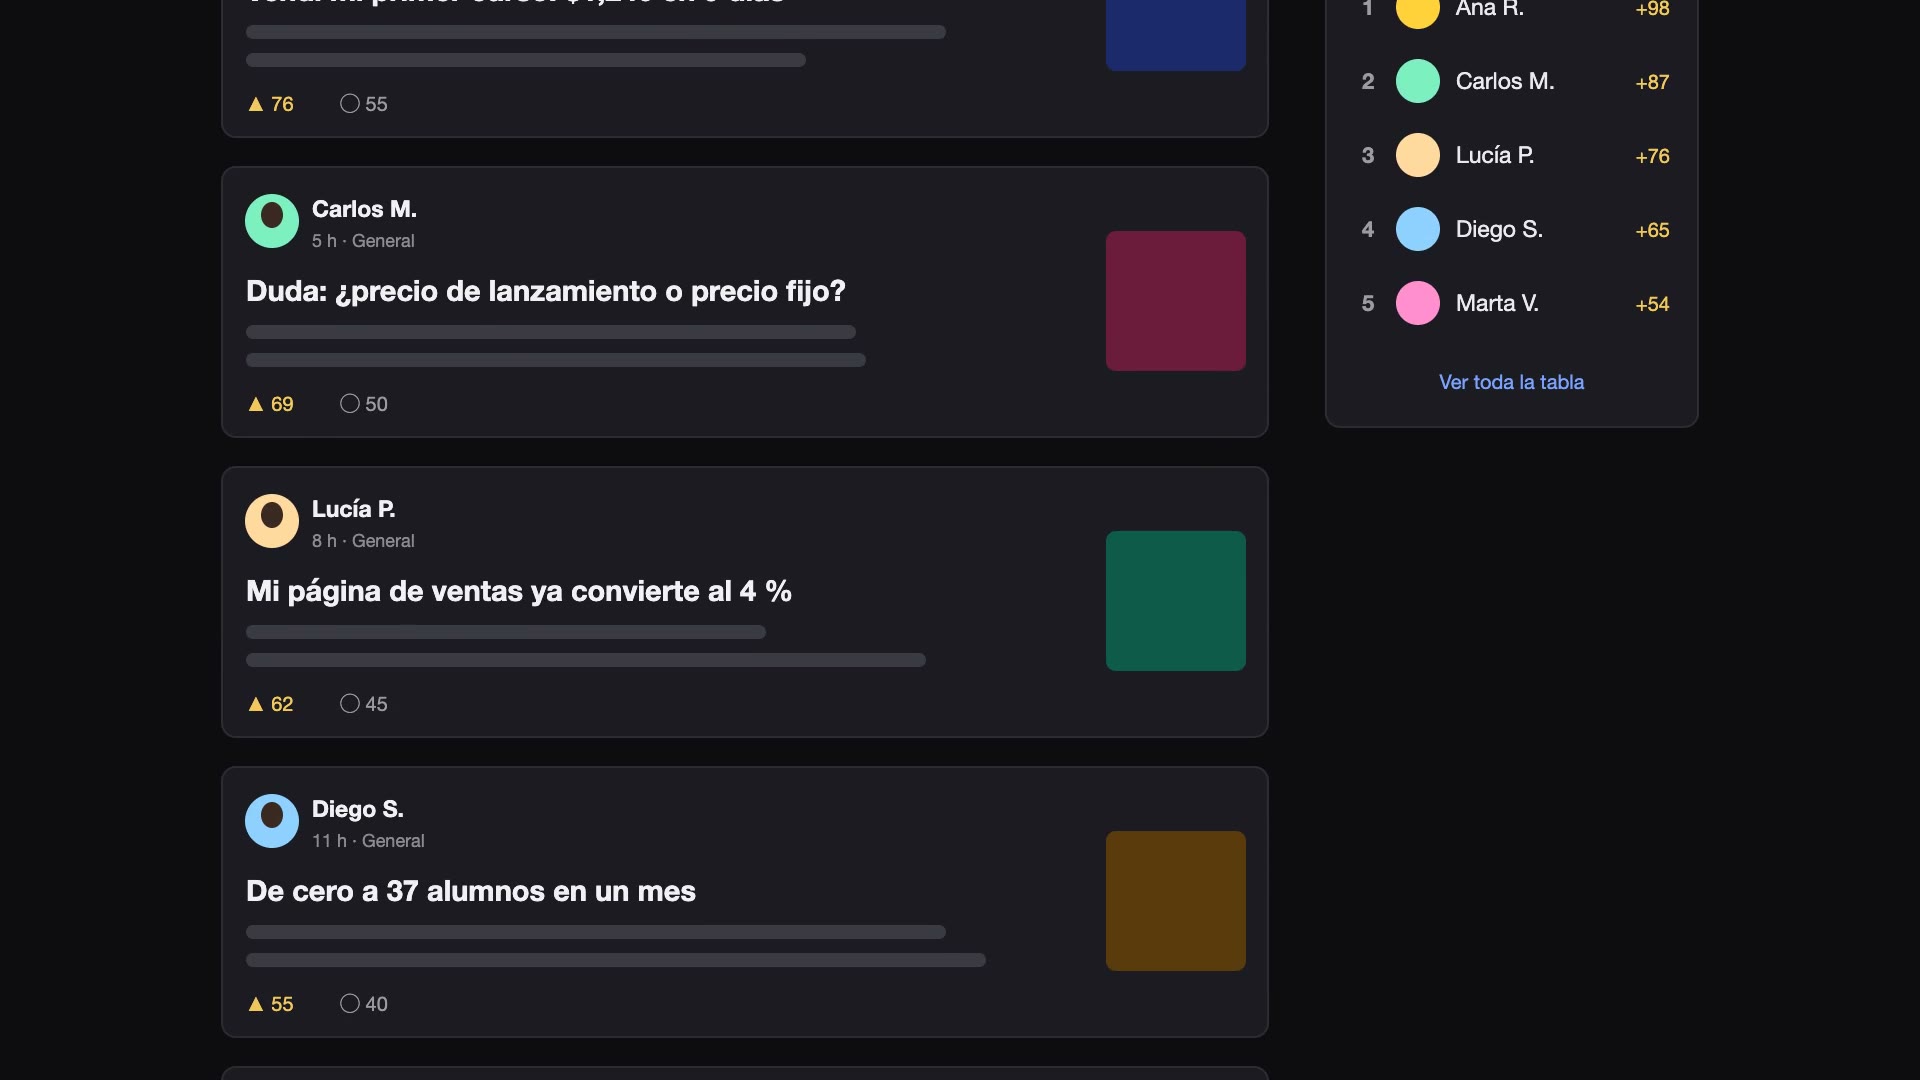 ▲ 76 55
Carlos M.
5 h · General
Duda: ¿precio de lanzamiento o precio fijo?
▲ 69 50
Lucía P.
8 h · General
Mi página de ventas ya convierte al 4 %
▲ 62 45
Diego S.
11 h · General
De cero a 37 alumnos en un mes
▲ 55 40
1 Ana R. +98
2 Carlos M. +87
3 Lucía P. +76
4 Diego S. +65
5 Marta V. +54
Ver toda la tabla